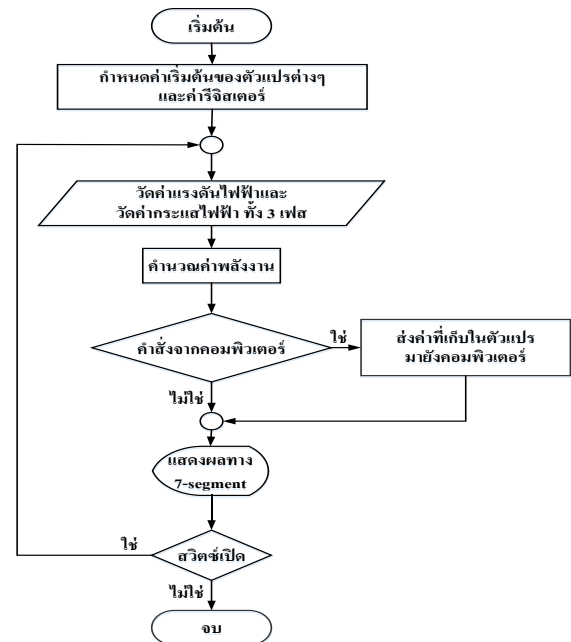 เริ่มต้น
กำหนดค่าเริ่มต้นของตัวแปรต่างๆ
และค่ารีจิสเตอร์
วัดค่าแรงดันไฟฟ้าและ
วัดค่ากระแสไฟฟ้า ทั้ง 3 เฟส
คำนวณค่าพลังงาน
คำสั่งจากคอมพิวเตอร์
ใช่
ส่งค่าที่เก็บในตัวแปร
มายังคอมพิวเตอร์
ไม่ใช่
แสดงผลทาง
7-segment
ใช่
สวิตซ์เปิด
ไม่ใช่
จบ